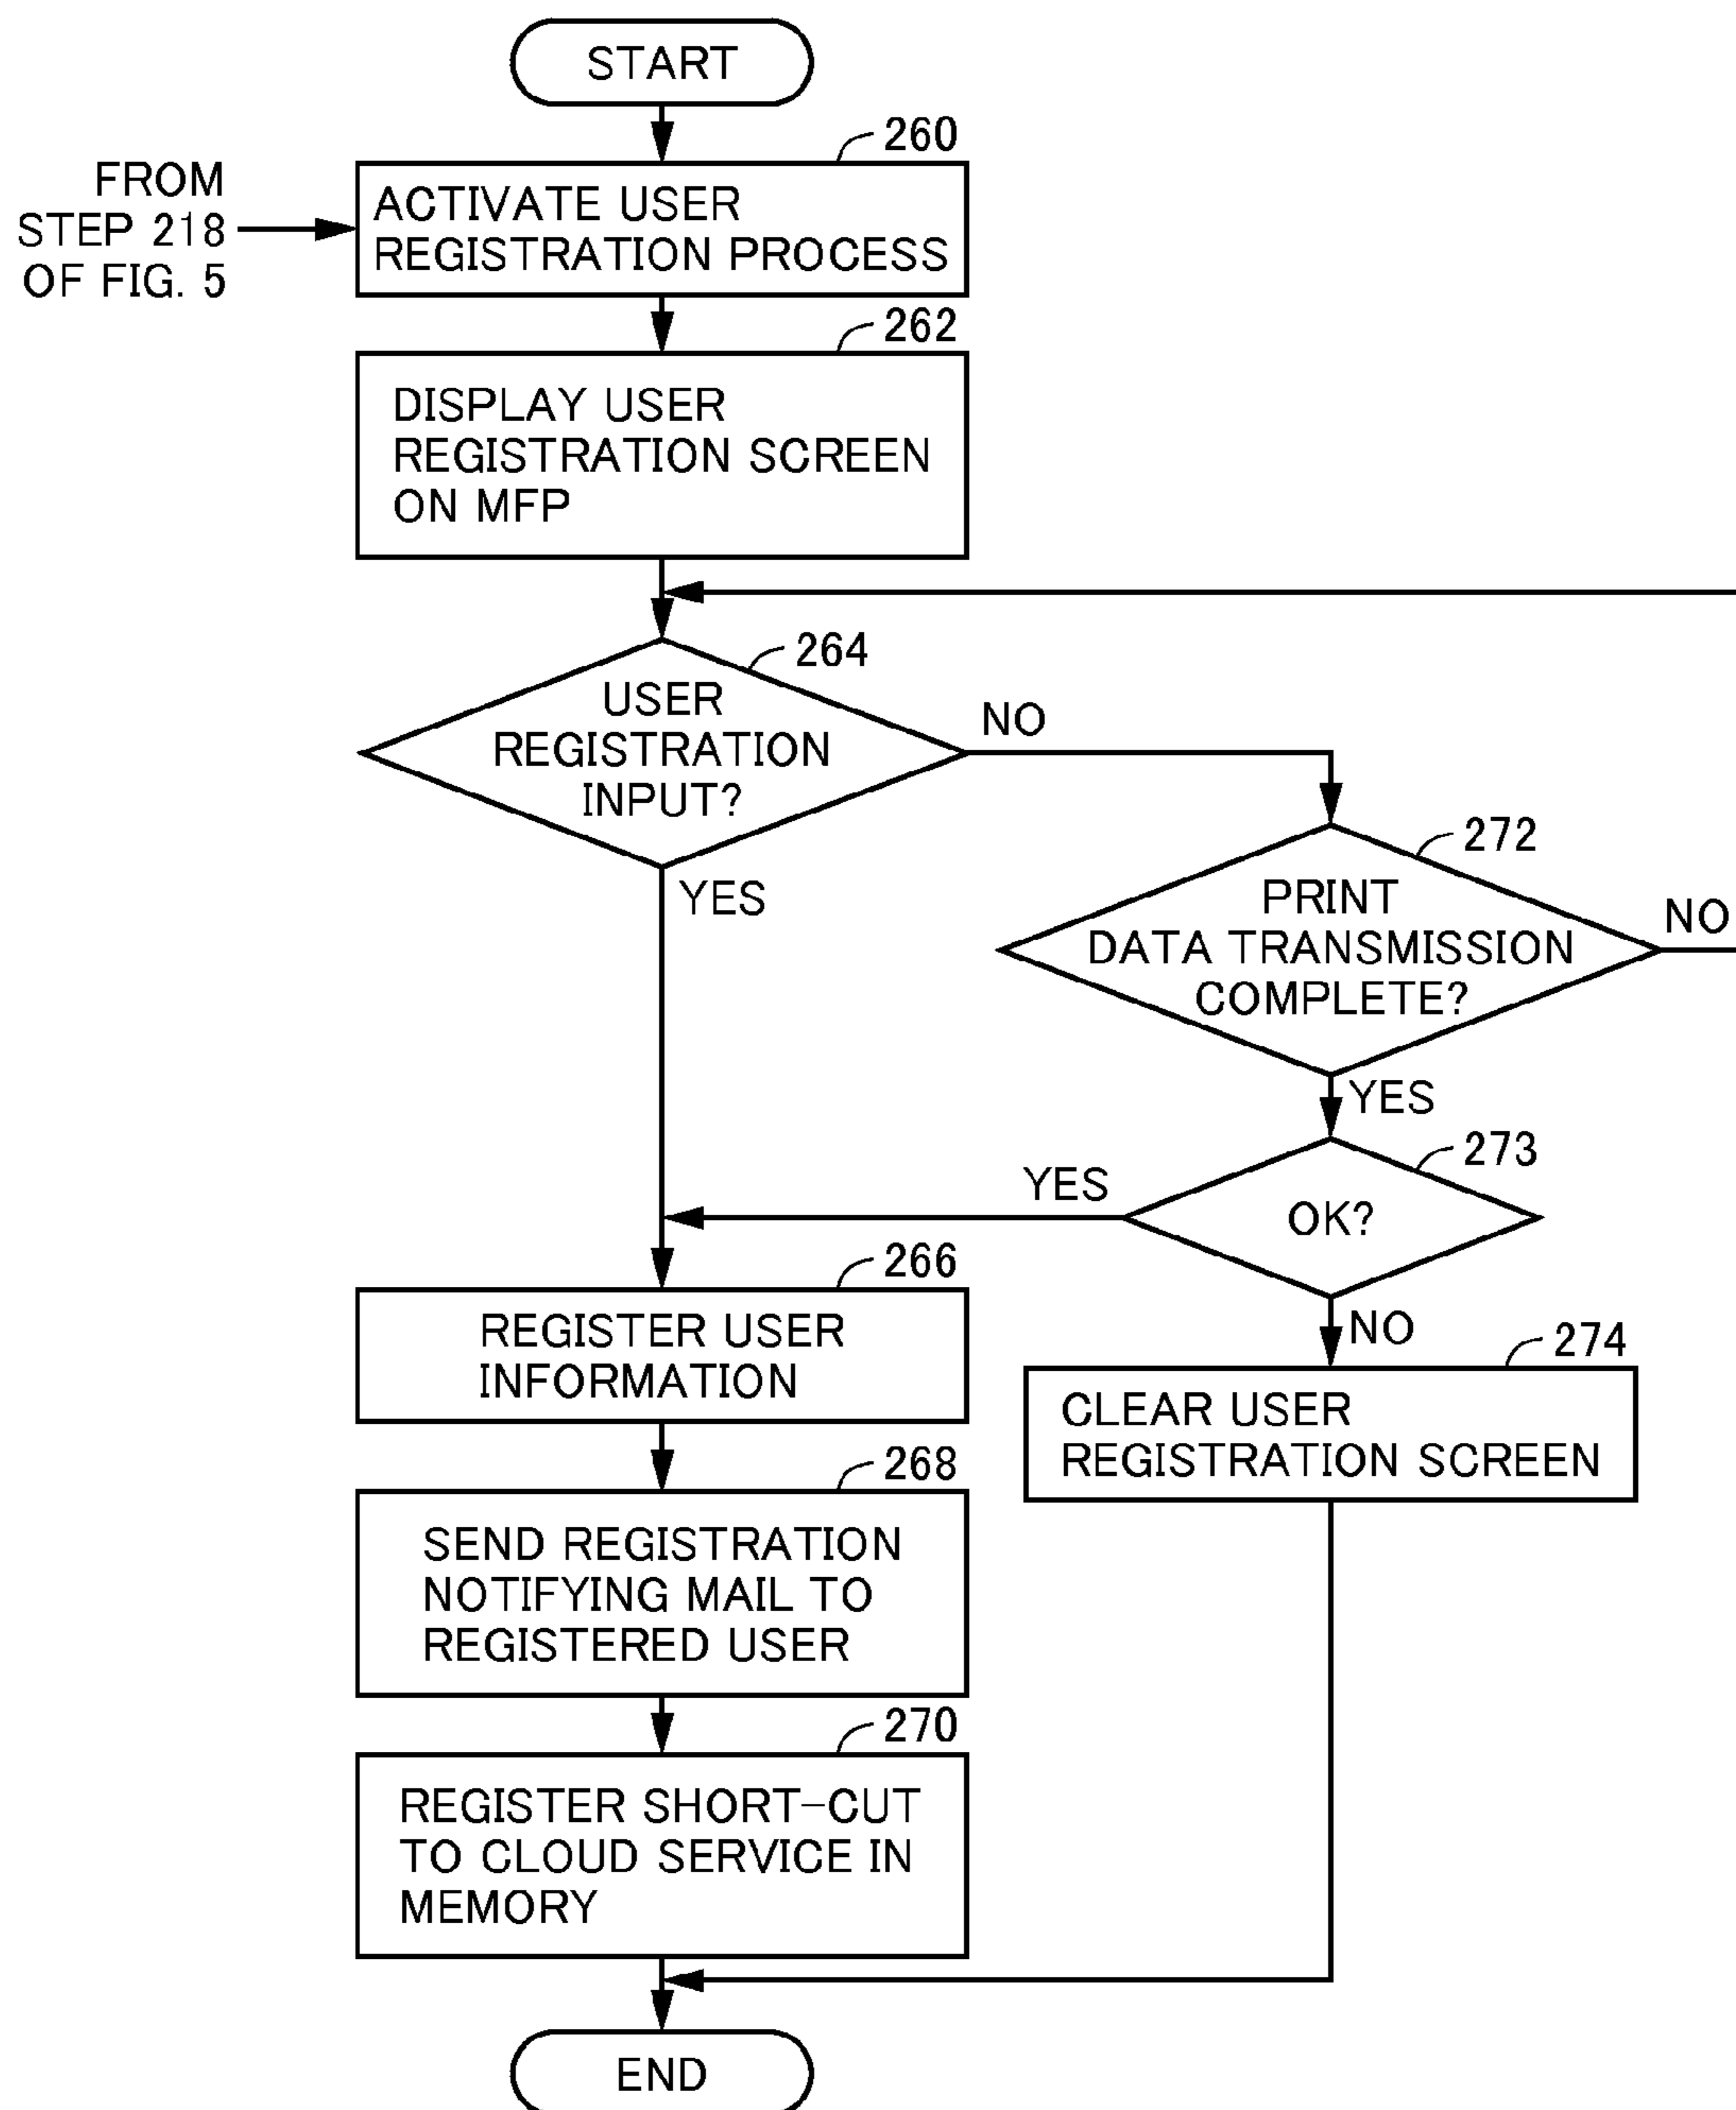 START
260
FROM
STEP 218
OF FIG. 5
ACTIVATE USER
REGISTRATION PROCESS
262
DISPLAY USER
REGISTRATION SCREEN
ON MFP
264
USER
REGISTRATION
INPUT?
NO
YES
272
PRINT
DATA TRANSMISSION
COMPLETE?
NO
YES
273
OK?
YES
NO
266
REGISTER USER
INFORMATION
274
CLEAR USER
REGISTRATION SCREEN
268
SEND REGISTRATION
NOTIFYING MAIL TO
REGISTERED USER
270
REGISTER SHORT-CUT
TO CLOUD SERVICE IN
MEMORY
END